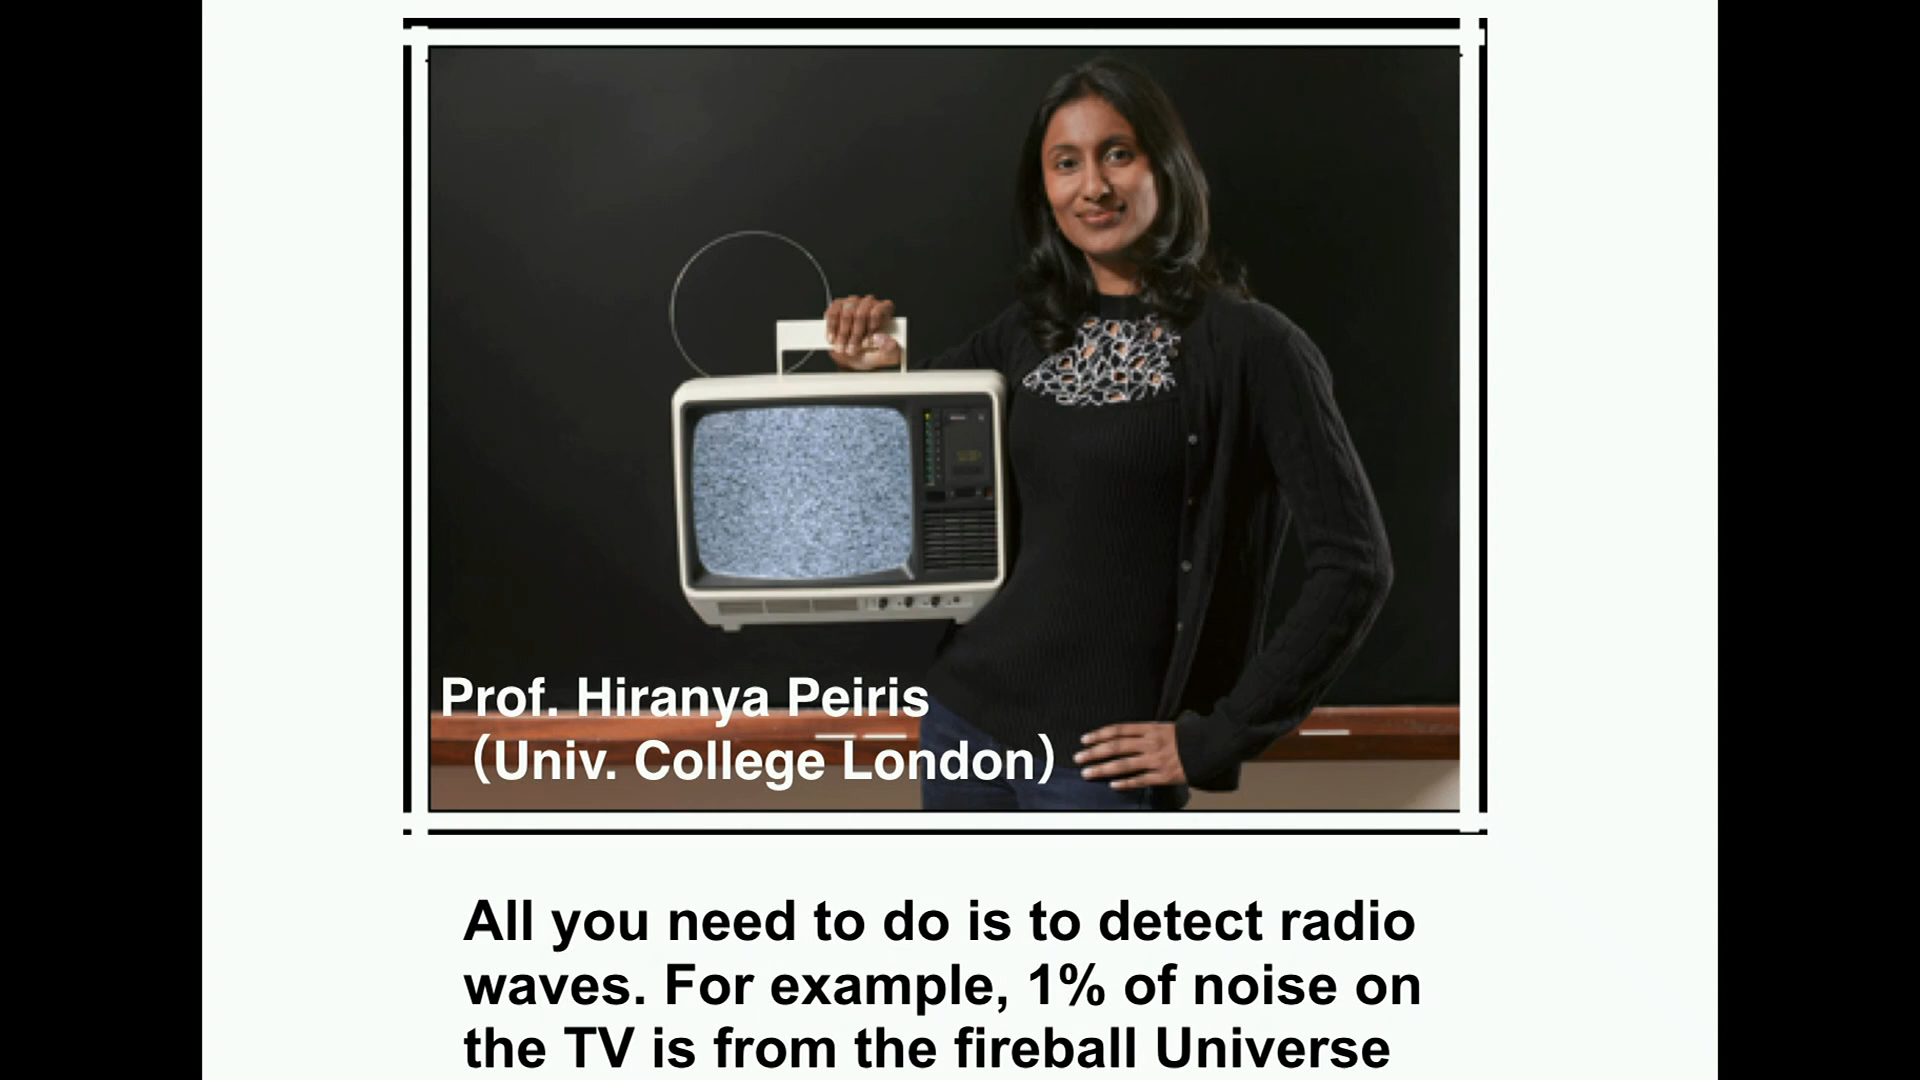 Prof. Hiranya Peiris
(Univ. College London)
All you need to do is to detect radio
waves. For example, 1% of noise on
the TV is from the fireball Universe